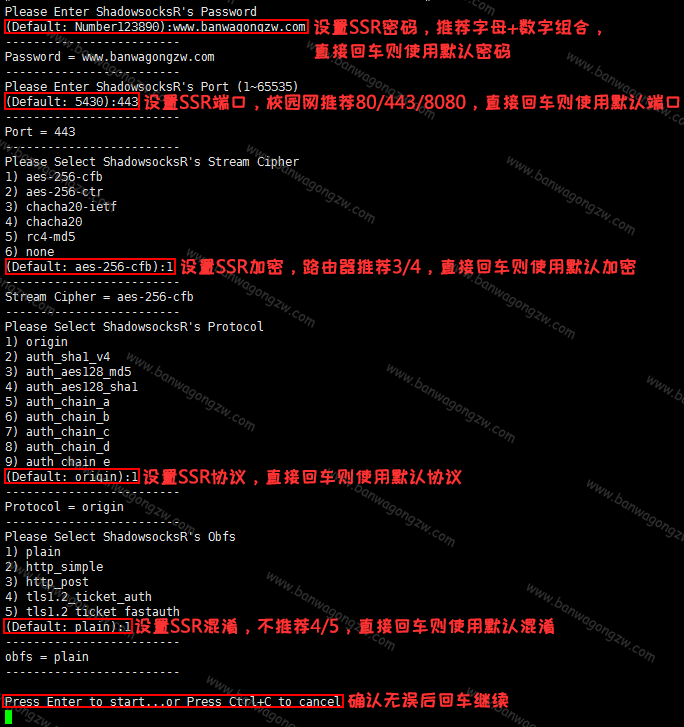 Please Enter ShadowsocksR's Password
(Default: Number123890):www.banwagongzw.com 设置SSR密码，推荐字母+数字组合，
直接回车则使用默认密码
-------------------------
Password = www.banwagongzw.com
-------------------------
Please Enter ShadowsocksR's Port (1~65535)
(Default: 5430):443 设置SSR端口，校园网推荐80/443/8080，直接回车则使用默认端口
-------------------------
Port = 443
-------------------------
Please Select ShadowsocksR's Stream Cipher
1) aes-256-cfb
2) aes-256-ctr
3) chacha20-ietf
4) chacha20
5) rc4-md5
6) none
(Default: aes-256-cfb):1 设置SSR加密，路由器推荐3/4，直接回车则使用默认加密
-------------------------
Stream Cipher = aes-256-cfb
-------------------------
Please Select ShadowsocksR's Protocol
1) origin
2) auth_sha1_v4
3) auth_aes128_md5
4) auth_aes128_sha1
5) auth_chain_a
6) auth_chain_b
7) auth_chain_c
8) auth_chain_d
9) auth_chain_e
(Default: origin):1 设置SSR协议，直接回车则使用默认协议
-------------------------
Protocol = origin
-------------------------
Please Select ShadowsocksR's Obfs
1) plain
2) http_simple
3) http_post
4) tls1.2_ticket_auth
5) tls1.2_ticket_fastauth
(Default: plain):1 设置SSR混淆，不推荐4/5，直接回车则使用默认混淆
-------------------------
obfs = plain
-------------------------
Press Enter to start...or Press Ctrl+C to cancel 确认无误后回车继续
www.banwagongzw.com